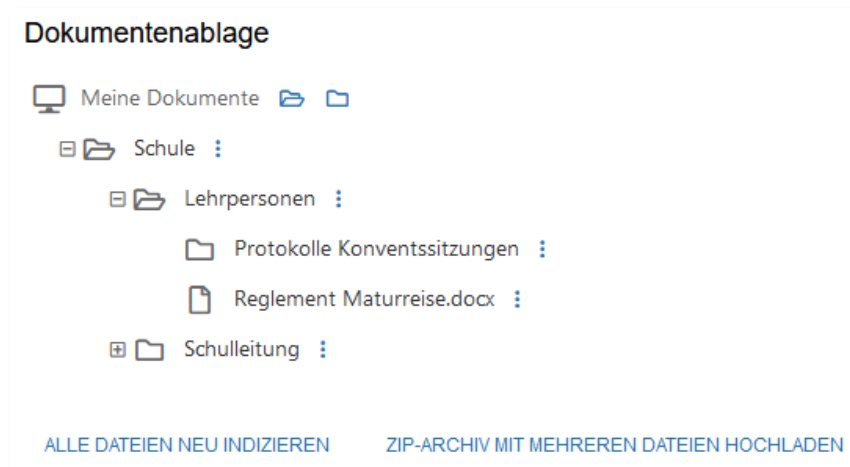 Dokumentenablage
Meine Dokumente
Schule
Lehrpersonen
Protokolle Konventssitzungen
Reglement Maturreise.docx
Schulleitung
ALLE DATEIEN NEU INDIZIEREN ZIP-ARCHIV MIT MEHREREN DATEIEN HOCHLADEN